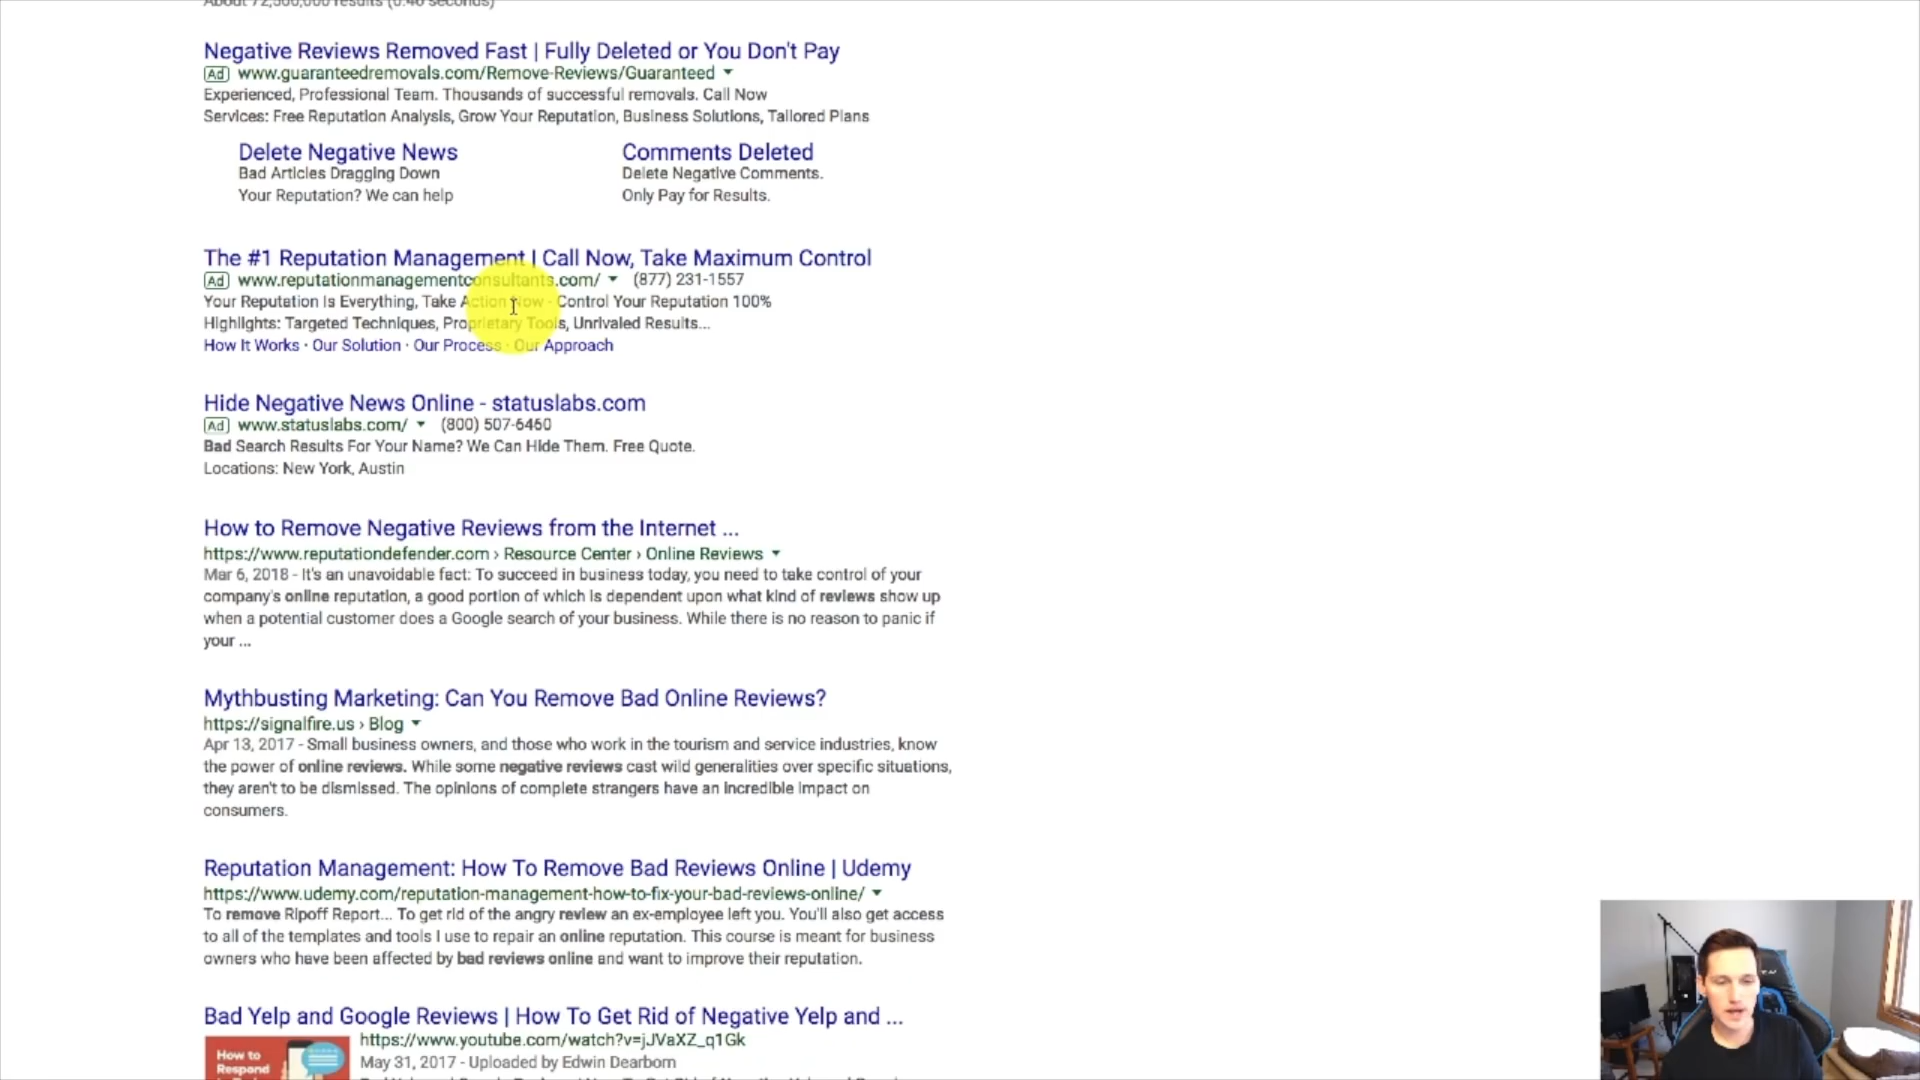 About 72,500,000 results (0.46 seconds)
Negative Reviews Removed Fast | Fully Deleted or You Don't Pay
Ad www.guaranteedremovals.com/Remove-Reviews/Guaranteed
Experienced, Professional Team. Thousands of successful removals. Call Now
Services: Free Reputation Analysis, Grow Your Reputation, Business Solutions, Tailored Plans
Delete Negative News
Bad Articles Dragging Down
Your Reputation? We can help
Comments Deleted
Delete Negative Comments.
Only Pay for Results.
The #1 Reputation Management | Call Now, Take Maximum Control
Ad www.reputationmanagementconsultants.com/ (877) 231-1557
Your Reputation Is Everything, Take Action Now - Control Your Reputation 100%
Highlights: Targeted Techniques, Proprietary Tools, Unrivaled Results...
How It Works · Our Solution · Our Process · Our Approach
Hide Negative News Online - statuslabs.com
Ad www.statuslabs.com/ (800) 507-6460
Bad Search Results For Your Name? We Can Hide Them. Free Quote.
Locations: New York, Austin
How to Remove Negative Reviews from the Internet ...
https://www.reputationdefender.com › Resource Center › Online Reviews
Mar 6, 2018 - It's an unavoidable fact: To succeed in business today, you need to take control of your
company's online reputation, a good portion of which is dependent upon what kind of reviews show up
when a potential customer does a Google search of your business. While there is no reason to panic if
your ...
Mythbusting Marketing: Can You Remove Bad Online Reviews?
https://signalfire.us › Blog
Apr 13, 2017 - Small business owners, and those who work in the tourism and service industries, know
the power of online reviews. While some negative reviews cast wild generalities over specific situations,
they aren't to be dismissed. The opinions of complete strangers have an incredible impact on
consumers.
Reputation Management: How To Remove Bad Reviews Online | Udemy
https://www.udemy.com/reputation-management-how-to-fix-your-bad-reviews-online/
To remove Ripoff Report... To get rid of the angry review an ex-employee left you. You'll also get access
to all of the templates and tools I use to repair an online reputation. This course is meant for business
owners who have been affected by bad reviews online and want to improve their reputation.
Bad Yelp and Google Reviews | How To Get Rid of Negative Yelp and ...
https://www.youtube.com/watch?v=jJVaXZ_q1Gk
May 31, 2017 - Uploaded by Edwin Dearborn
How to
Respond